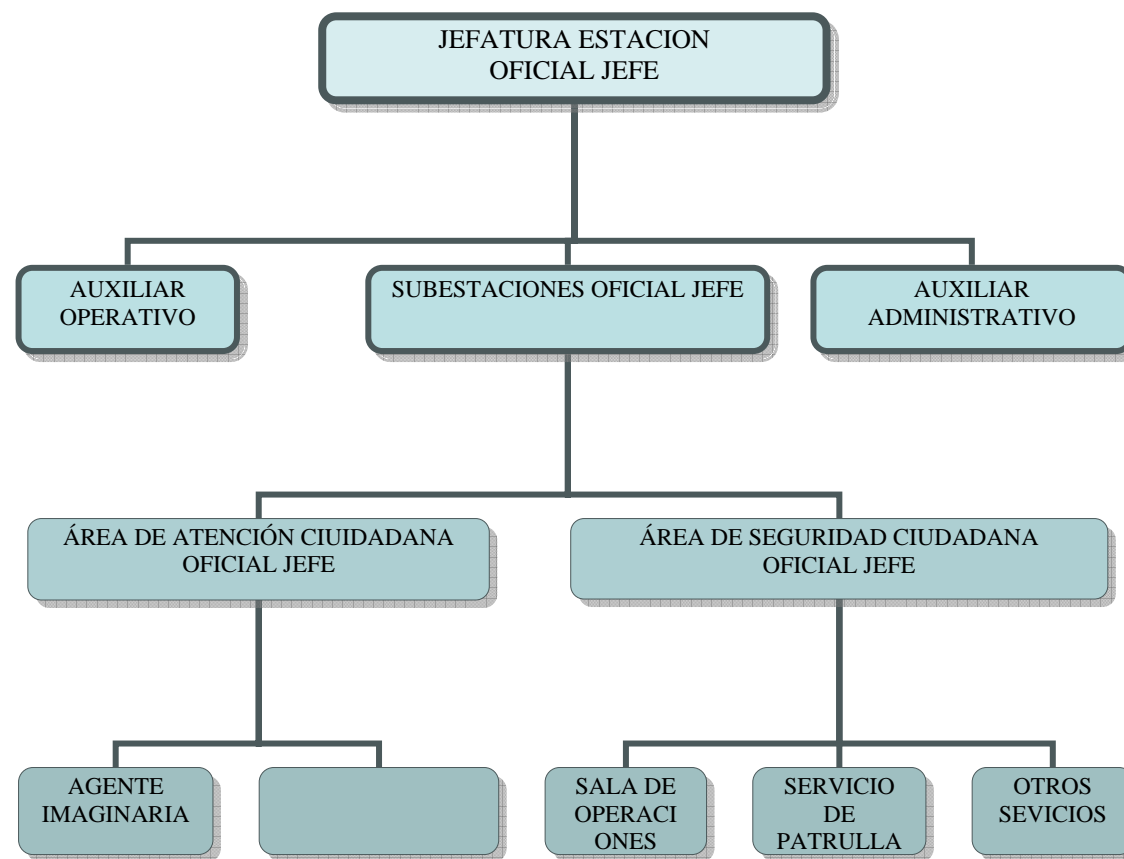 JEFATURA ESTACION
OFICIAL JEFE
AUXILIAR
OPERATIVO
SUBESTACIONES OFICIAL JEFE
AUXILIAR
ADMINISTRATIVO
ÁREA DE ATENCIÓN CIUIDADANA
OFICIAL JEFE
ÁREA DE SEGURIDAD CIUDADANA
OFICIAL JEFE
AGENTE
IMAGINARIA
SALA DE
OPERACI
ONES
SERVICIO
DE
PATRULLA
OTROS
SEVICIOS